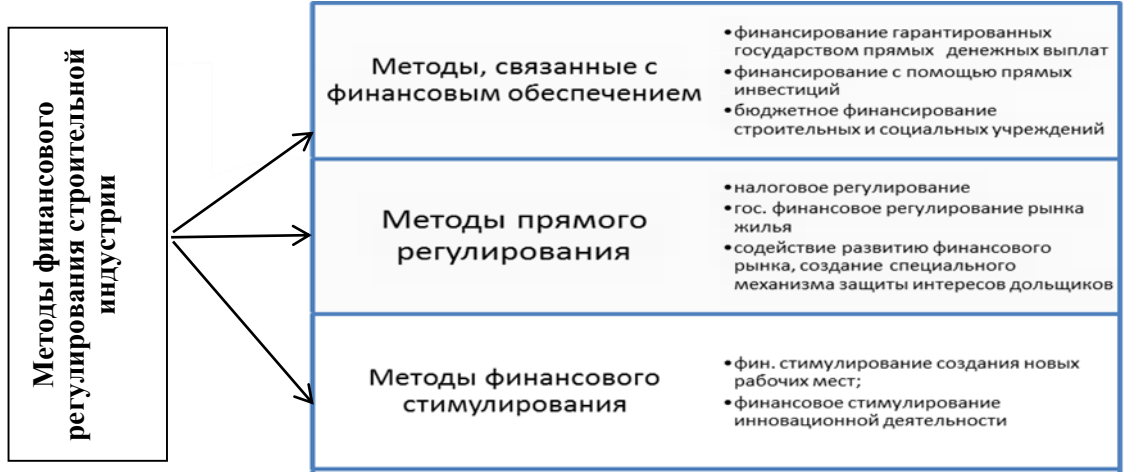 Методы финансового
регулирования строительной
индустрии
Методы, связанные с
финансовым обеспечением
•финансирование гарантированных
государством прямых денежных выплат
•финансирование с помощью прямых
инвестиций
•бюджетное финансирование
строительных и социальных учреждений
Методы прямого
регулирования
•налоговое регулирование
•гос. финансовое регулирование рынка
жилья
•содействие развитию финансового
рынка, создание специального
механизма защиты интересов дольщиков
Методы финансового
стимулирования
•фин. стимулирование создания новых
рабочих мест;
•финансовое стимулирование
инновационной деятельности